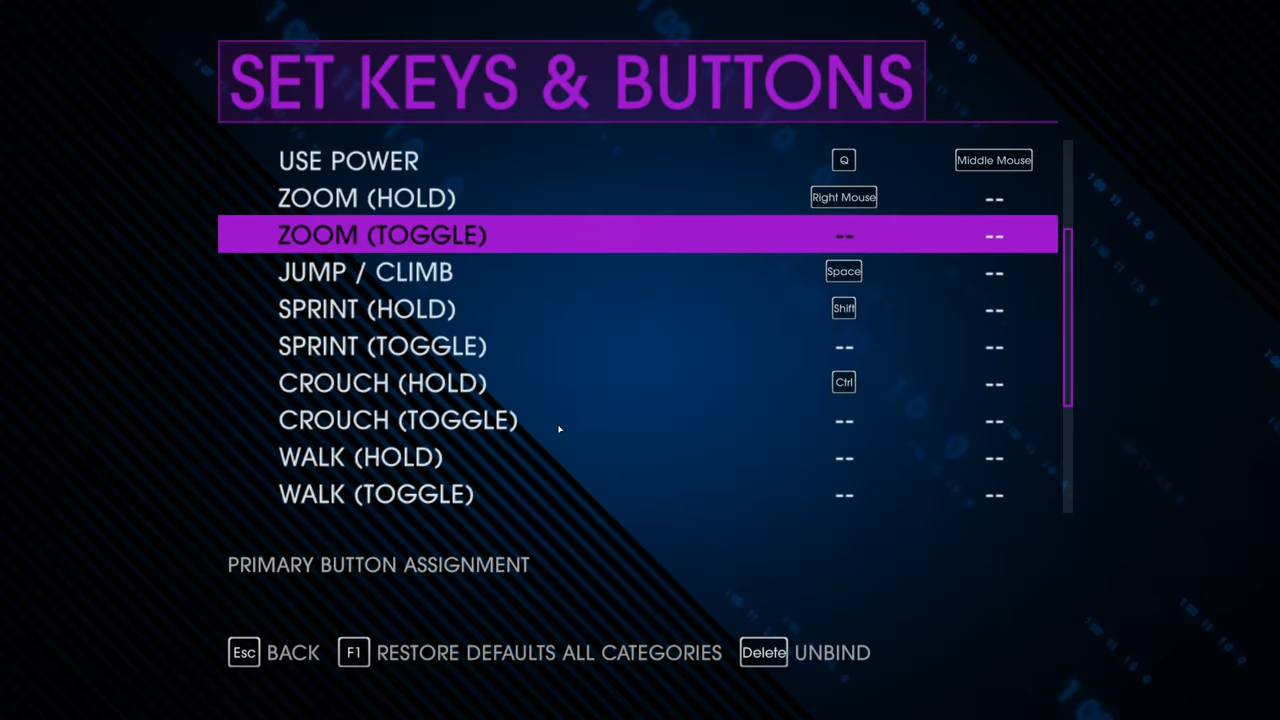 SET KEYS & BUTTONS
USE POWER Q Middle Mouse
ZOOM (HOLD) Right Mouse --
ZOOM (TOGGLE) -- --
JUMP / CLIMB Space --
SPRINT (HOLD) Shift --
SPRINT (TOGGLE) -- --
CROUCH (HOLD) Ctrl --
CROUCH (TOGGLE) -- --
WALK (HOLD) -- --
WALK (TOGGLE) -- --
PRIMARY BUTTON ASSIGNMENT
Esc BACK F1 RESTORE DEFAULTS ALL CATEGORIES Delete UNBIND